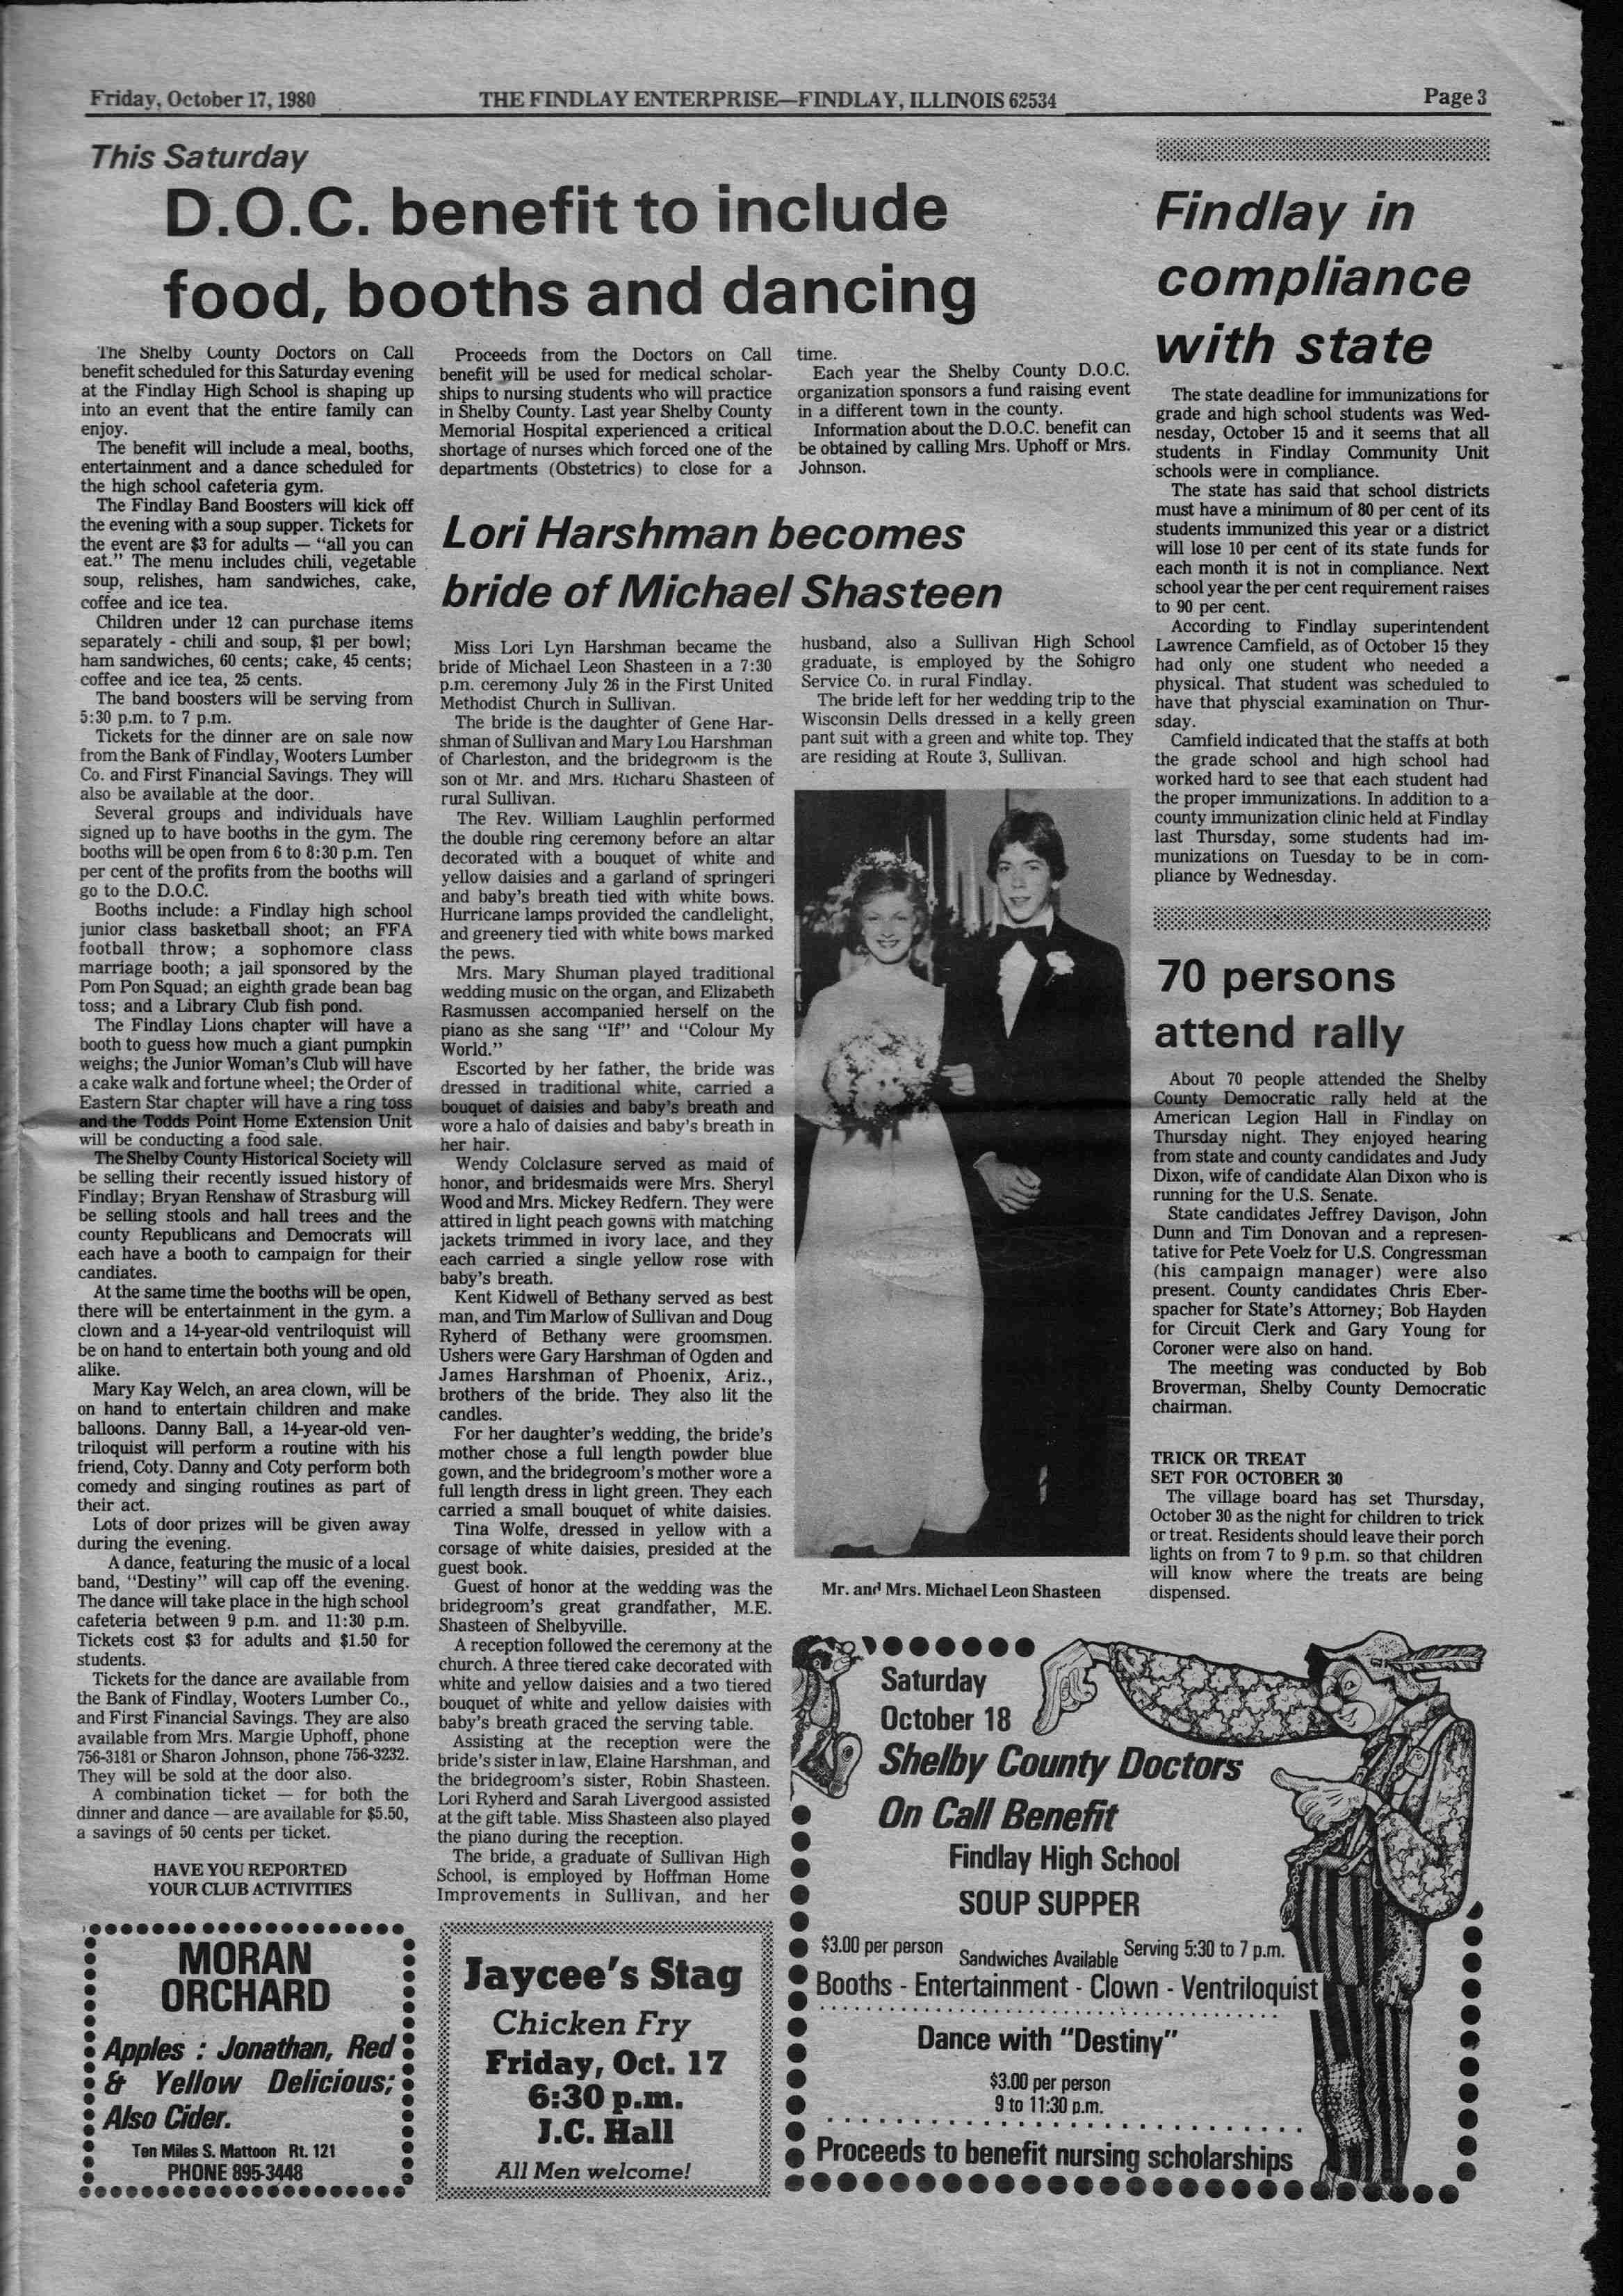 Friday, October 17, 1980
THE FINDLAY ENTERPRISE—FINDLAY, ILLINOIS 62534
Page 3
This Saturday
D.O.C. benefit to include
food, booths and dancing
The Shelby County Doctors on Call
benefit scheduled for this Saturday evening
at the Findlay High School is shaping up
into an event that the entire family can
enjoy.
The benefit will include a meal, booths,
entertainment and a dance scheduled for
the high school cafeteria gym.
The Findlay Band Boosters will kick off
the evening with a soup supper. Tickets for
the event are $3 for adults — "all you can
eat." The menu includes chili, vegetable
soup, relishes, ham sandwiches, cake,
coffee and ice tea.
Children under 12 can purchase items
separately - chili and soup, $1 per bowl;
ham sandwiches, 60 cents; cake, 45 cents;
coffee and ice tea, 25 cents.
The band boosters will be serving from
5:30 p.m. to 7 p.m.
Tickets for the dinner are on sale now
from the Bank of Findlay, Wooters Lumber
Co. and First Financial Savings. They will
also be available at the door.
Several groups and individuals have
signed up to have booths in the gym. The
booths will be open from 6 to 8:30 p.m. Ten
per cent of the profits from the booths will
go to the D.O.C.
Booths include: a Findlay high school
junior class basketball shoot; an FFA
football throw; a sophomore class
marriage booth; a jail sponsored by the
Pom Pon Squad; an eighth grade bean bag
toss; and a Library Club fish pond.
The Findlay Lions chapter will have a
booth to guess how much a giant pumpkin
weighs; the Junior Woman's Club will have
a cake walk and fortune wheel; the Order of
Eastern Star chapter will have a ring toss
and the Todds Point Home Extension Unit
will be conducting a food sale.
The Shelby County Historical Society will
be selling their recently issued history of
Findlay; Bryan Renshaw of Strasburg will
be selling stools and hall trees and the
county Republicans and Democrats will
each have a booth to campaign for their
candiates.
At the same time the booths will be open,
there will be entertainment in the gym. a
clown and a 14-year-old ventriloquist will
be on hand to entertain both young and old
alike.
Mary Kay Welch, an area clown, will be
on hand to entertain children and make
balloons. Danny Ball, a 14-year-old ven-
triloquist will perform a routine with his
friend, Coty. Danny and Coty perform both
comedy and singing routines as part of
their act.
Lots of door prizes will be given away
during the evening.
A dance, featuring the music of a local
band, "Destiny" will cap off the evening.
The dance will take place in the high school
cafeteria between 9 p.m. and 11:30 p.m.
Tickets cost $3 for adults and $1.50 for
students.
Tickets for the dance are available from
the Bank of Findlay, Wooters Lumber Co.,
and First Financial Savings. They are also
available from Mrs. Margie Uphoff, phone
756-3181 or Sharon Johnson, phone 756-3232.
They will be sold at the door also.
A combination ticket — for both the
dinner and dance — are available for $5.50,
a savings of 50 cents per ticket.
HAVE YOU REPORTED
YOUR CLUB ACTIVITIES
Proceeds from the Doctors on Call
benefit will be used for medical scholar-
ships to nursing students who will practice
in Shelby County. Last year Shelby County
Memorial Hospital experienced a critical
shortage of nurses which forced one of the
departments (Obstetrics) to close for a
time.
Each year the Shelby County D.O.C.
organization sponsors a fund raising event
in a different town in the county.
Information about the D.O.C. benefit can
be obtained by calling Mrs. Uphoff or Mrs.
Johnson.
Lori Harshman becomes
bride of Michael Shasteen
Miss Lori Lyn Harshman became the
bride of Michael Leon Shasteen in a 7:30
p.m. ceremony July 26 in the First United
Methodist Church in Sullivan.
The bride is the daughter of Gene Har-
shman of Sullivan and Mary Lou Harshman
of Charleston, and the bridegroom is the
son of Mr. and Mrs. Richard Shasteen of
rural Sullivan.
The Rev. William Laughlin performed
the double ring ceremony before an altar
decorated with a bouquet of white and
yellow daisies and a garland of springeri
and baby's breath tied with white bows.
Hurricane lamps provided the candlelight,
and greenery tied with white bows marked
the pews.
Mrs. Mary Shuman played traditional
wedding music on the organ, and Elizabeth
Rasmussen accompanied herself on the
piano as she sang "If" and "Colour My
World."
Escorted by her father, the bride was
dressed in traditional white, carried a
bouquet of daisies and baby's breath and
wore a halo of daisies and baby's breath in
her hair.
Wendy Colclasure served as maid of
honor, and bridesmaids were Mrs. Sheryl
Wood and Mrs. Mickey Redfern. They were
attired in light peach gowns with matching
jackets trimmed in ivory lace, and they
each carried a single yellow rose with
baby's breath.
Kent Kidwell of Bethany served as best
man, and Tim Marlow of Sullivan and Doug
Ryherd of Bethany were groomsmen.
Ushers were Gary Harshman of Ogden and
James Harshman of Phoenix, Ariz.,
brothers of the bride. They also lit the
candles.
For her daughter's wedding, the bride's
mother chose a full length powder blue
gown, and the bridegroom's mother wore a
full length dress in light green. They each
carried a small bouquet of white daisies.
Tina Wolfe, dressed in yellow with a
corsage of white daisies, presided at the
guest book.
Guest of honor at the wedding was the
bridegroom's great grandfather, M.E.
Shasteen of Shelbyville.
A reception followed the ceremony at the
church. A three tiered cake decorated with
white and yellow daisies and a two tiered
bouquet of white and yellow daisies with
baby's breath graced the serving table.
Assisting at the reception were the
bride's sister in law, Elaine Harshman, and
the bridegroom's sister, Robin Shasteen.
Lori Ryherd and Sarah Livergood assisted
at the gift table. Miss Shasteen also played
the piano during the reception.
The bride, a graduate of Sullivan High
School, is employed by Hoffman Home
Improvements in Sullivan, and her
husband, also a Sullivan High School
graduate, is employed by the Sohigro
Service Co. in rural Findlay.
The bride left for her wedding trip to the
Wisconsin Dells dressed in a kelly green
pant suit with a green and white top. They
are residing at Route 3, Sullivan.
Mr. and Mrs. Michael Leon Shasteen
Findlay in
compliance
with state
The state deadline for immunizations for
grade and high school students was Wed-
nesday, October 15 and it seems that all
students in Findlay Community Unit
schools were in compliance.
The state has said that school districts
must have a minimum of 80 per cent of its
students immunized this year or a district
will lose 10 per cent of its state funds for
each month it is not in compliance. Next
school year the per cent requirement raises
to 90 per cent.
According to Findlay superintendent
Lawrence Camfield, as of October 15 they
had only one student who needed a
physical. That student was scheduled to
have that physcial examination on Thur-
sday.
Camfield indicated that the staffs at both
the grade school and high school had
worked hard to see that each student had
the proper immunizations. In addition to a
county immunization clinic held at Findlay
last Thursday, some students had im-
munizations on Tuesday to be in com-
pliance by Wednesday.
70 persons
attend rally
About 70 people attended the Shelby
County Democratic rally held at the
American Legion Hall in Findlay on
Thursday night. They enjoyed hearing
from state and county candidates and Judy
Dixon, wife of candidate Alan Dixon who is
running for the U.S. Senate.
State candidates Jeffrey Davison, John
Dunn and Tim Donovan and a represen-
tative for Pete Voelz for U.S. Congressman
(his campaign manager) were also
present. County candidates Chris Eber-
spacher for State's Attorney; Bob Hayden
for Circuit Clerk and Gary Young for
Coroner were also on hand.
The meeting was conducted by Bob
Broverman, Shelby County Democratic
chairman.
TRICK OR TREAT
SET FOR OCTOBER 30
The village board has set Thursday,
October 30 as the night for children to trick
or treat. Residents should leave their porch
lights on from 7 to 9 p.m. so that children
will know where the treats are being
dispensed.
MORAN
ORCHARD
Apples : Jonathan, Red
& Yellow Delicious;
Also Cider.
Ten Miles S. Mattoon Rt. 121
PHONE 895-3448
Jaycee's Stag
Chicken Fry
Friday, Oct. 17
6:30 p.m.
J.C. Hall
All Men welcome!
Saturday
October 18
Shelby County Doctors
On Call Benefit
Findlay High School
SOUP SUPPER
$3.00 per person Sandwiches Available Serving 5:30 to 7 p.m.
Booths - Entertainment - Clown - Ventriloquist
Dance with "Destiny"
$3.00 per person
9 to 11:30 p.m.
Proceeds to benefit nursing scholarships